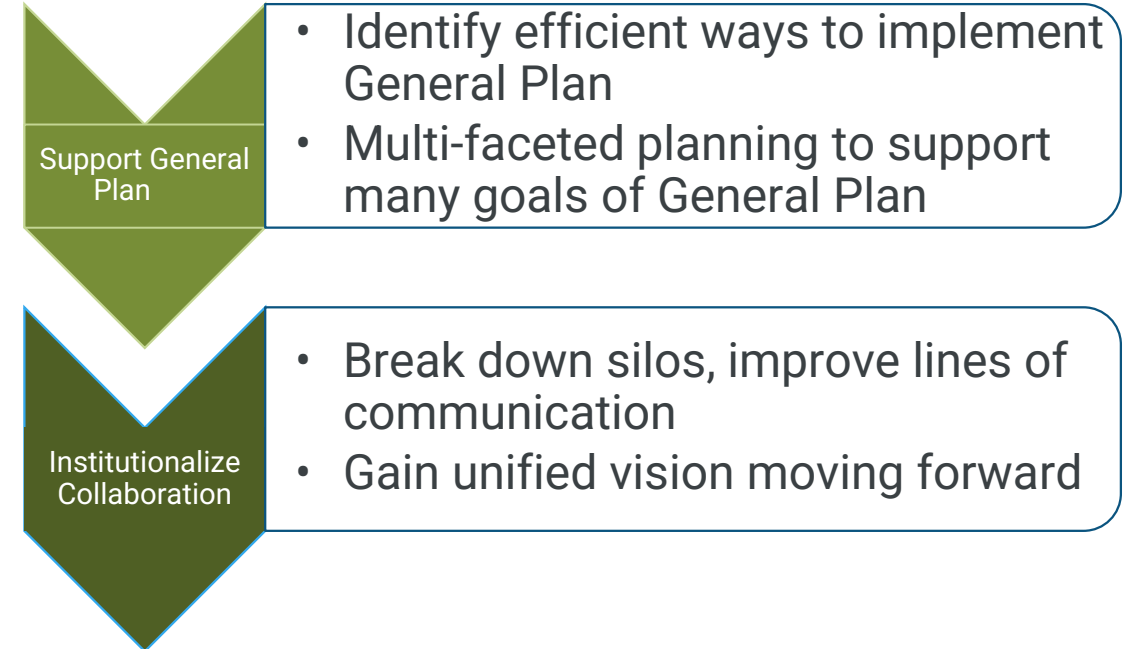 Support General
Plan
• Identify efficient ways to implement
General Plan
• Multi-faceted planning to support
many goals of General Plan
Institutionalize
Collaboration
• Break down silos, improve lines of
communication
• Gain unified vision moving forward